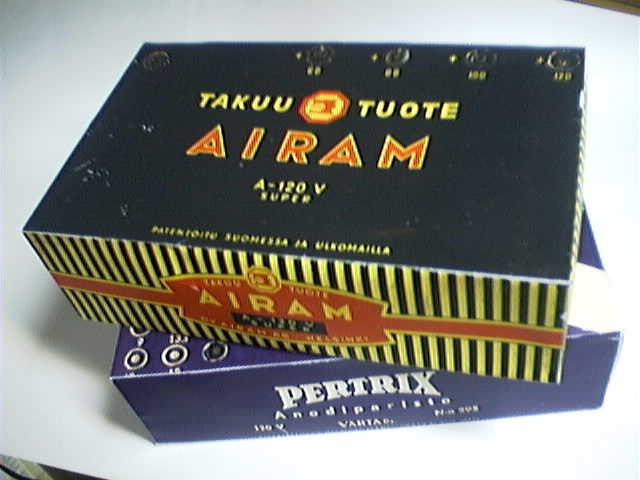 + + + +
60 100 120
TAKUU TUOTE
AIRAM
A-120 V
SUPER
PATENTOITU SUOMESSA JA ULKOMAILLA
TAKUU TUOTE
AIRAM
HELSINKI
PERTRIX
Anodiparisto
120 V VARTA